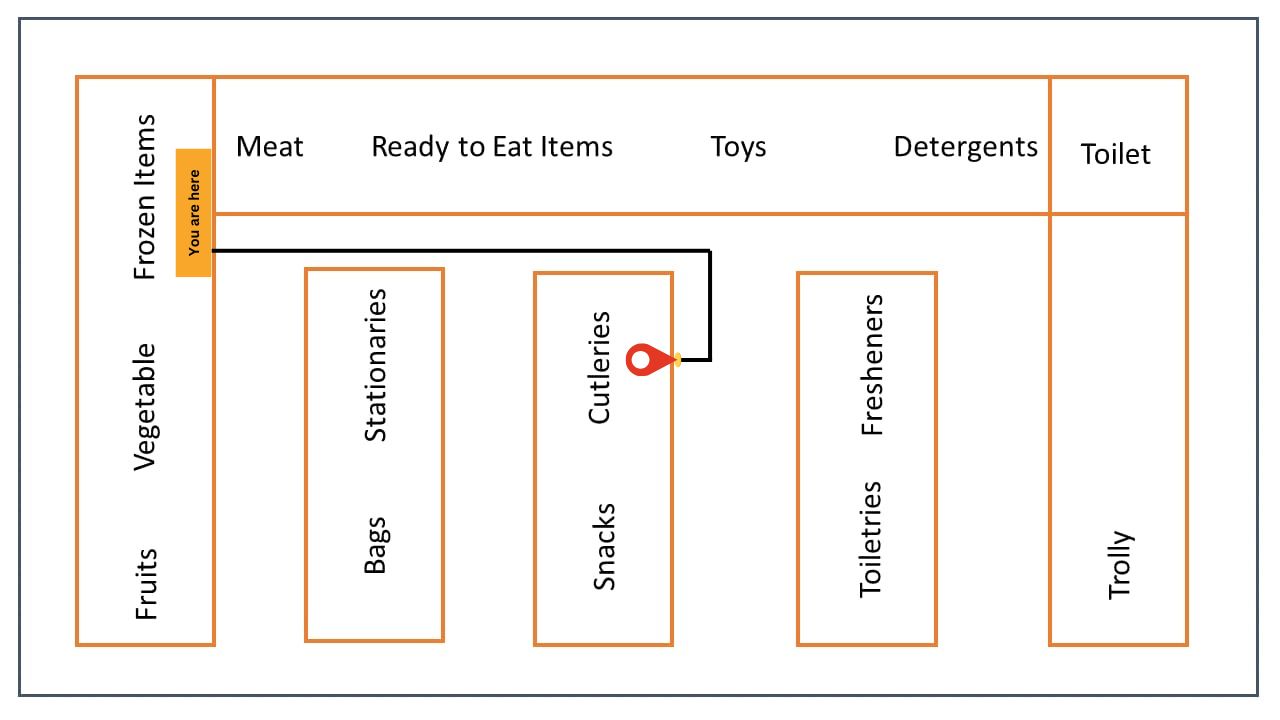 Frozen Items
You are here
Meat
Ready to Eat Items
Toys
Detergents
Toilet
Vegetable
Fruits
Stationaries
Bags
Cutleries
Snacks
Fresheners
Toiletries
Trolly